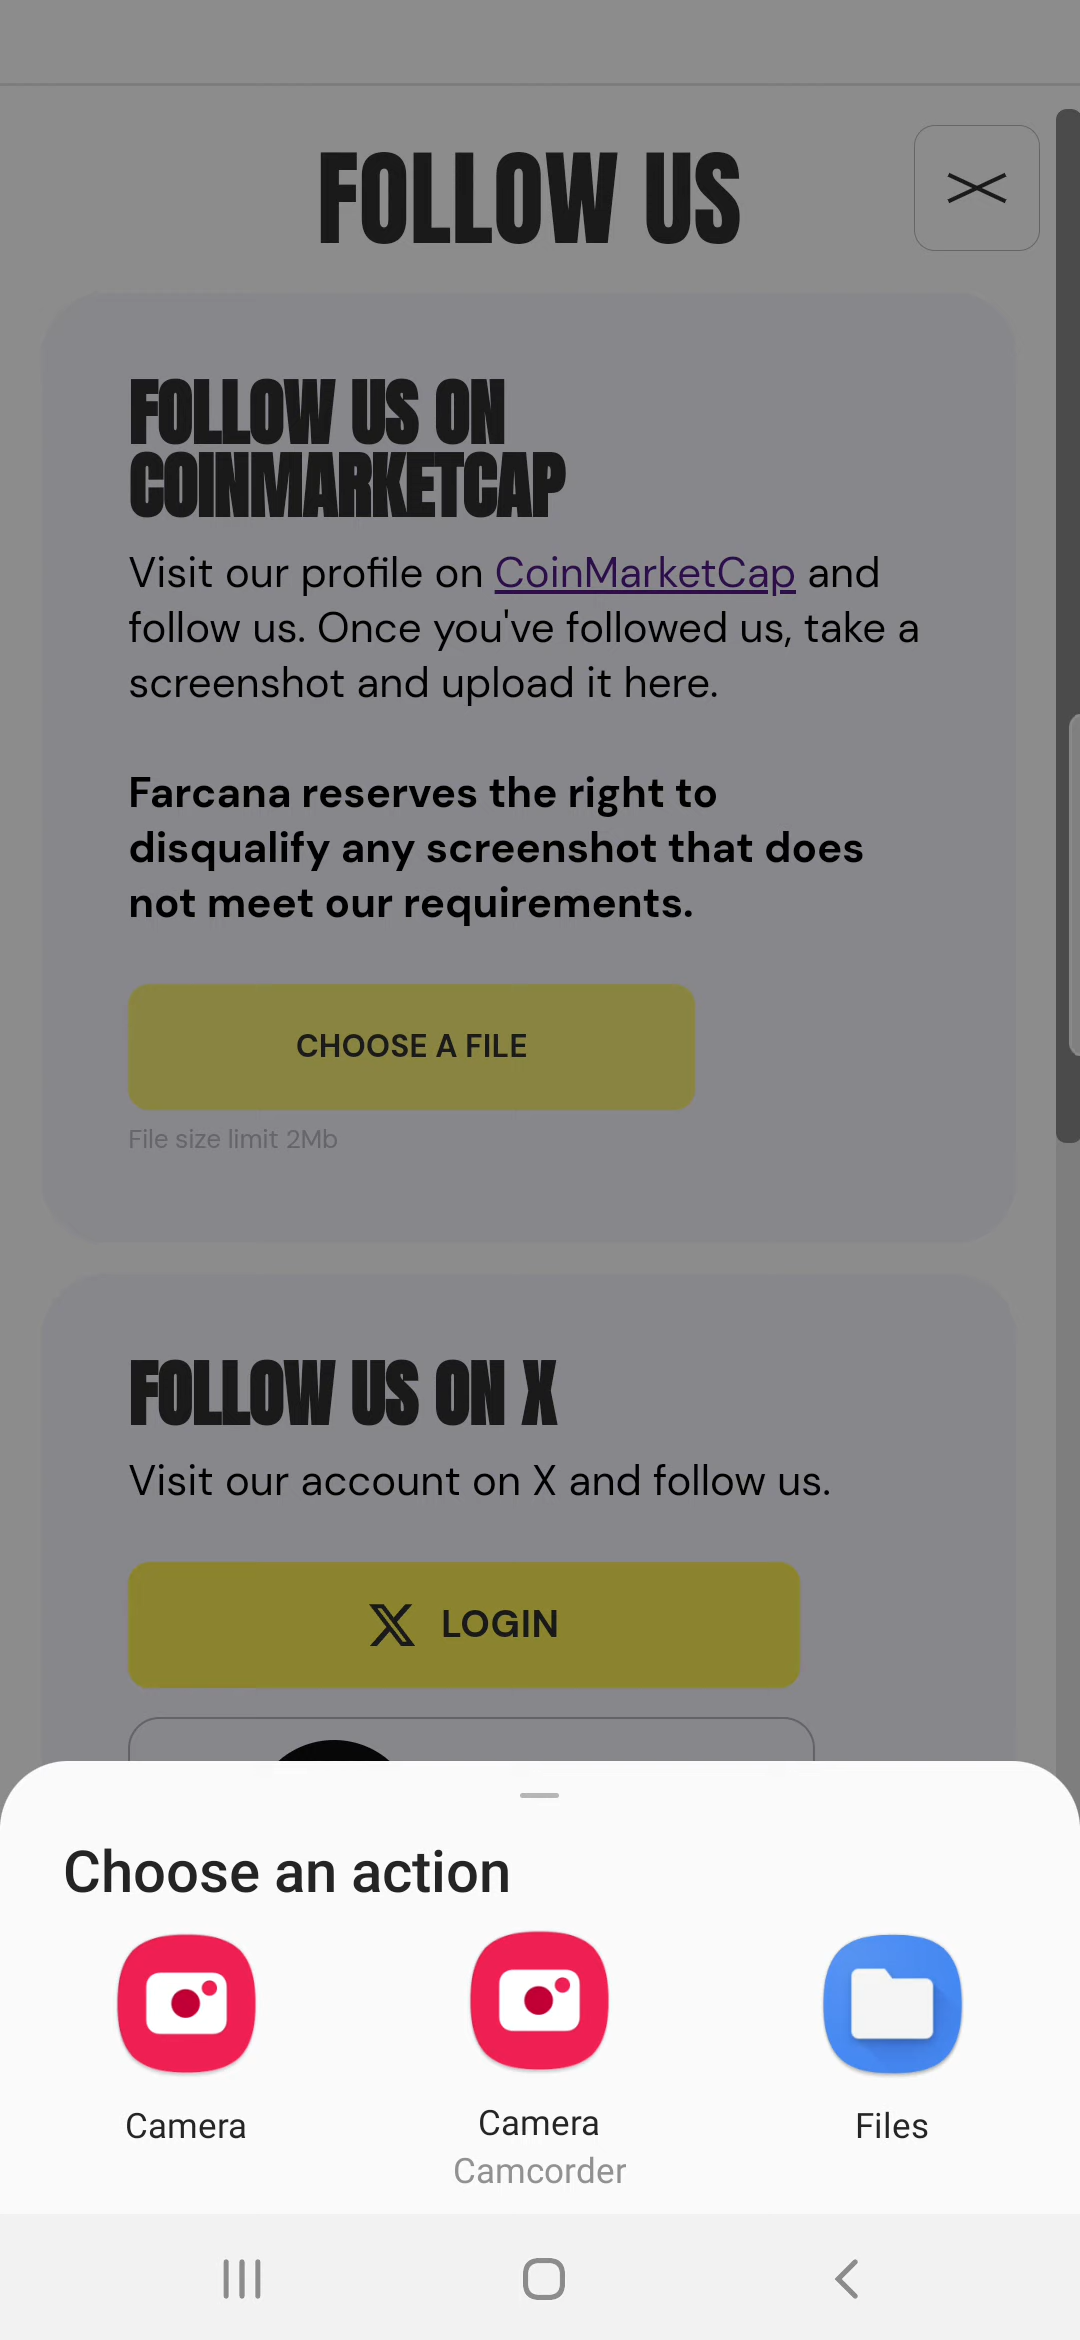 FOLLOW US
FOLLOW US ON
COINMARKETCAP
Visit our profile on CoinMarketCap and
follow us. Once you've followed us, take a
screenshot and upload it here.
Farcana reserves the right to
disqualify any screenshot that does
not meet our requirements.
CHOOSE A FILE
File size limit 2Mb
FOLLOW US ON X
Visit our account on X and follow us.
X LOGIN
Choose an action
Camera
Camera
Camcorder
Files